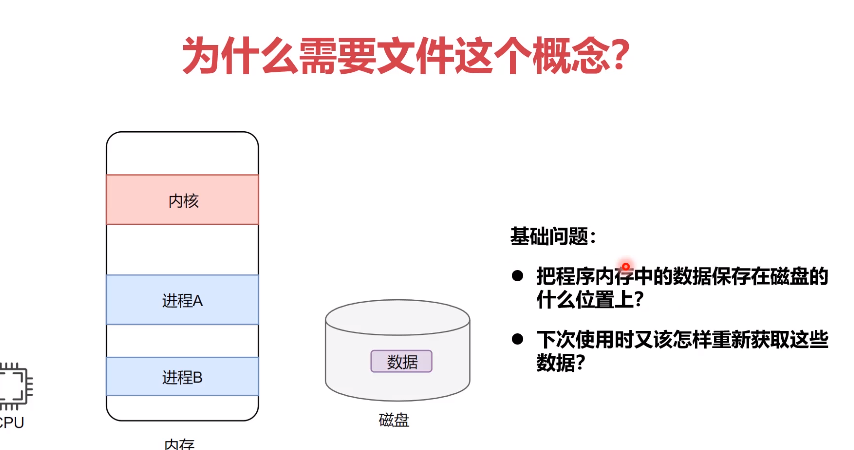 为什么需要文件这个概念?
内核
基础问题:
● 把程序内存中的数据保存在磁盘的
什么位置上?
进程A
● 下次使用时又该怎样重新获取这些
数据?
数据
进程B
CPU
磁盘
内存